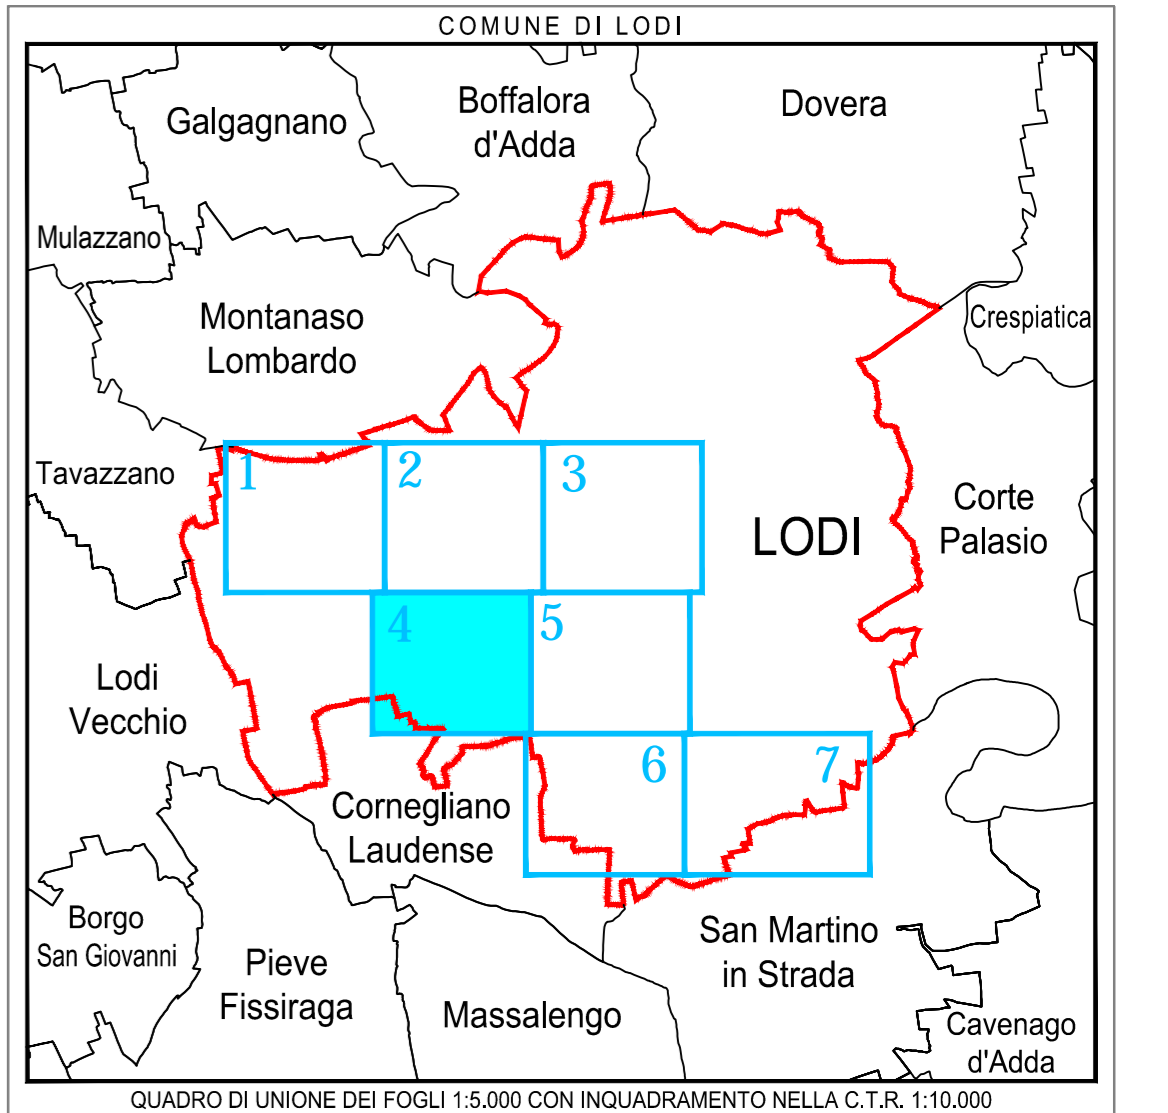 COMUNE DI LODI
Galgagnano
Boffalora
d'Adda
Dovera
Mulazzano
Montanaso
Lombardo
Crespiatica
Tavazzano
1
2
3
Corte
Palasio
LODI
4
5
Lodi
Vecchio
6
7
Cornegliano
Laudense
Borgo
San Giovanni
Pieve
Fissiraga
Massalengo
San Martino
in Strada
Cavenago
d'Adda
QUADRO DI UNIONE DEI FOGLI 1:5.000 CON INQUADRAMENTO NELLA C.T.R. 1:10.000